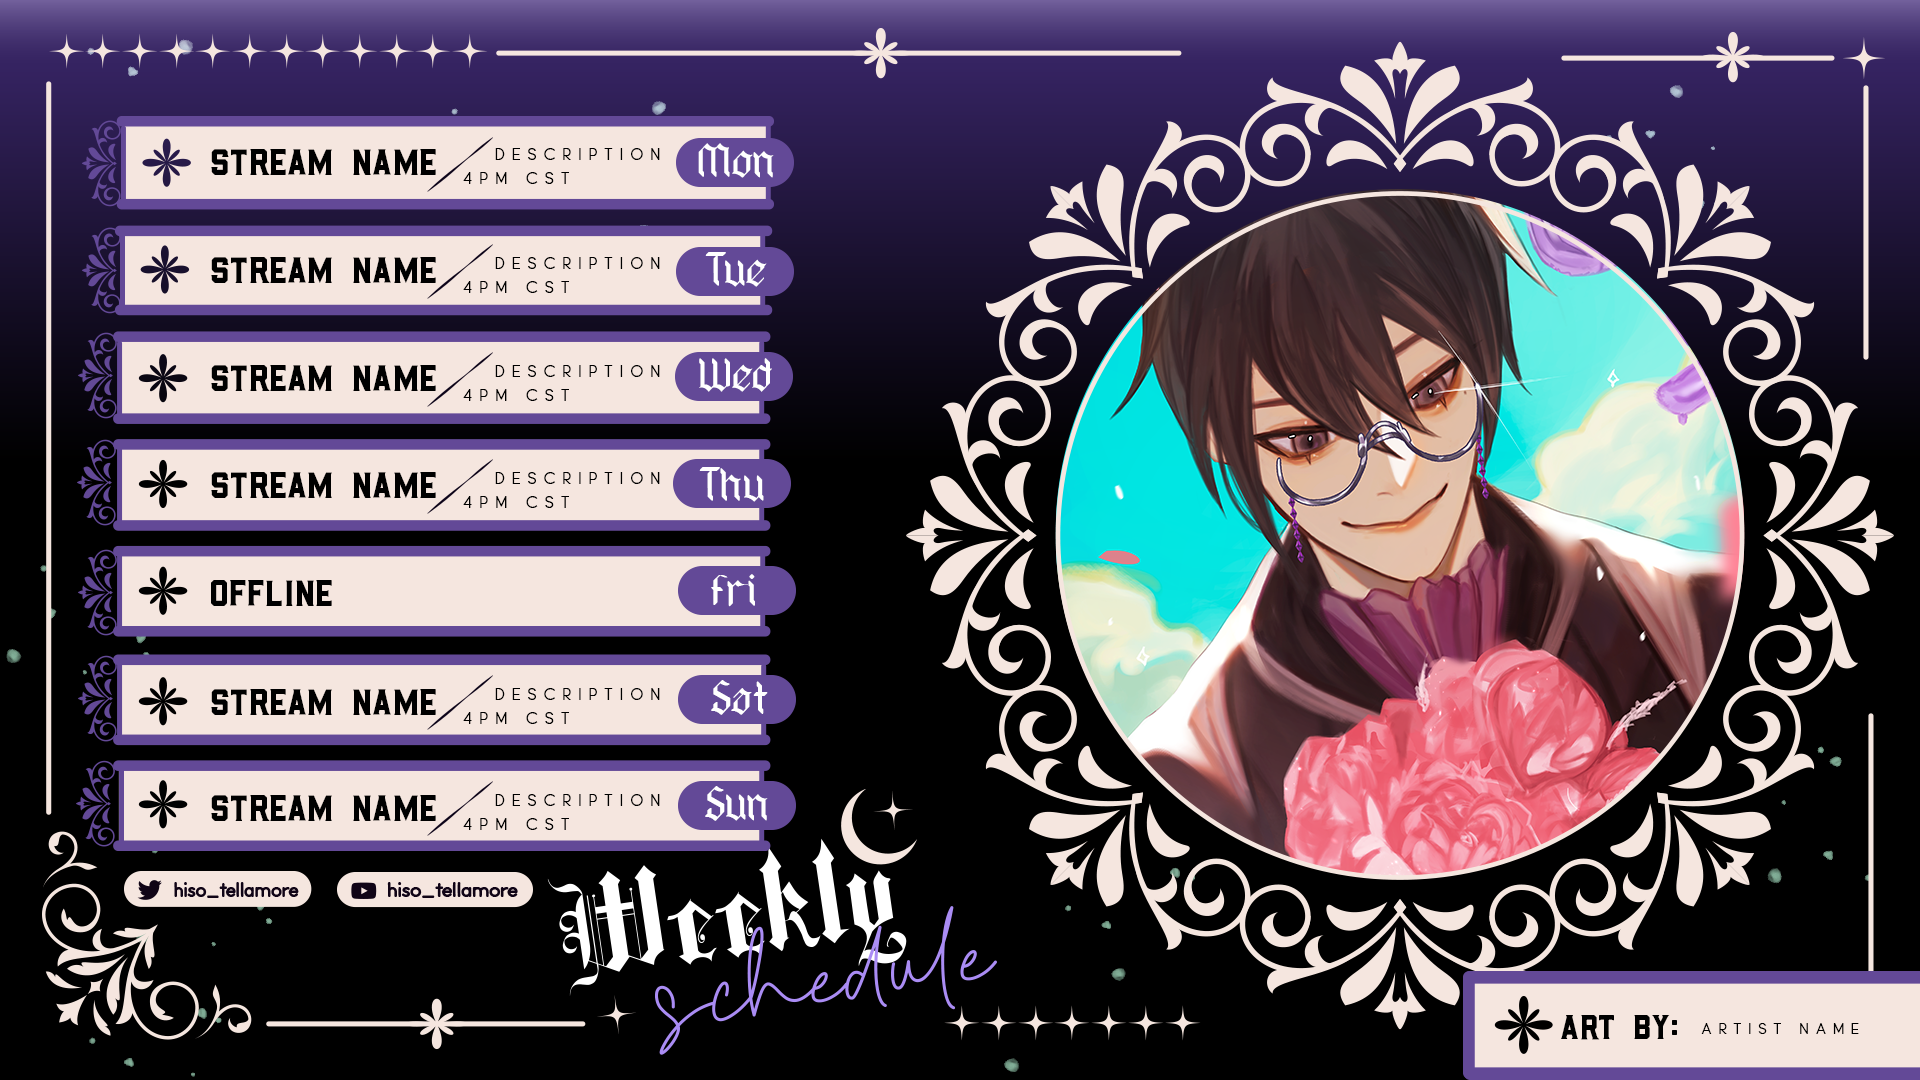 STREAM NAME
DESCRIPTION
4PM CST
Mon
STREAM NAME
DESCRIPTION
4PM CST
Tue
STREAM NAME
DESCRIPTION
4PM CST
Wed
STREAM NAME
DESCRIPTION
4PM CST
Thu
OFFLINE
fri
STREAM NAME
DESCRIPTION
4PM CST
Sat
STREAM NAME
DESCRIPTION
4PM CST
Sun
hiso_tellamore
hiso_tellamore
Weekly
schedule
ART BY: ARTIST NAME